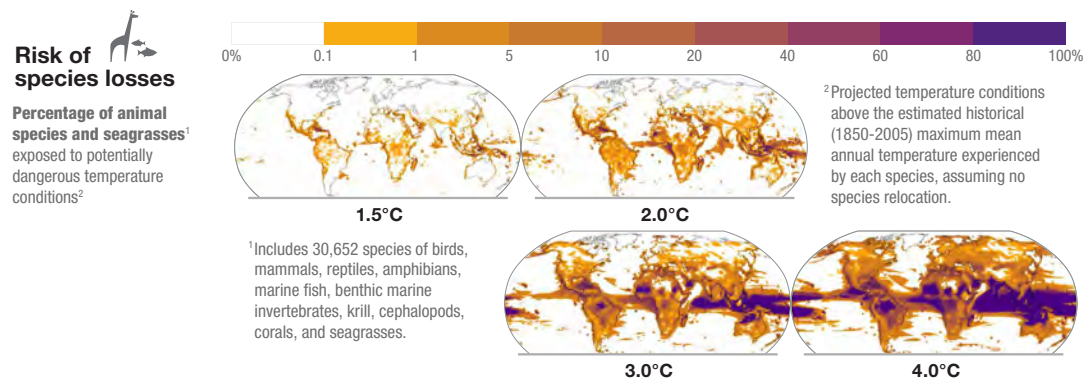 Risk of
species losses
Percentage of animal
species and seagrasses¹
exposed to potentially
dangerous temperature
conditions²
0% 0.1 1 5 10 20 40 60 80 100%
1.5°C
2.0°C
²Projected temperature conditions
above the estimated historical
(1850-2005) maximum mean
annual temperature experienced
by each species, assuming no
species relocation.
¹Includes 30,652 species of birds,
mammals, reptiles, amphibians,
marine fish, benthic marine
invertebrates, krill, cephalopods,
corals, and seagrasses.
3.0°C
4.0°C